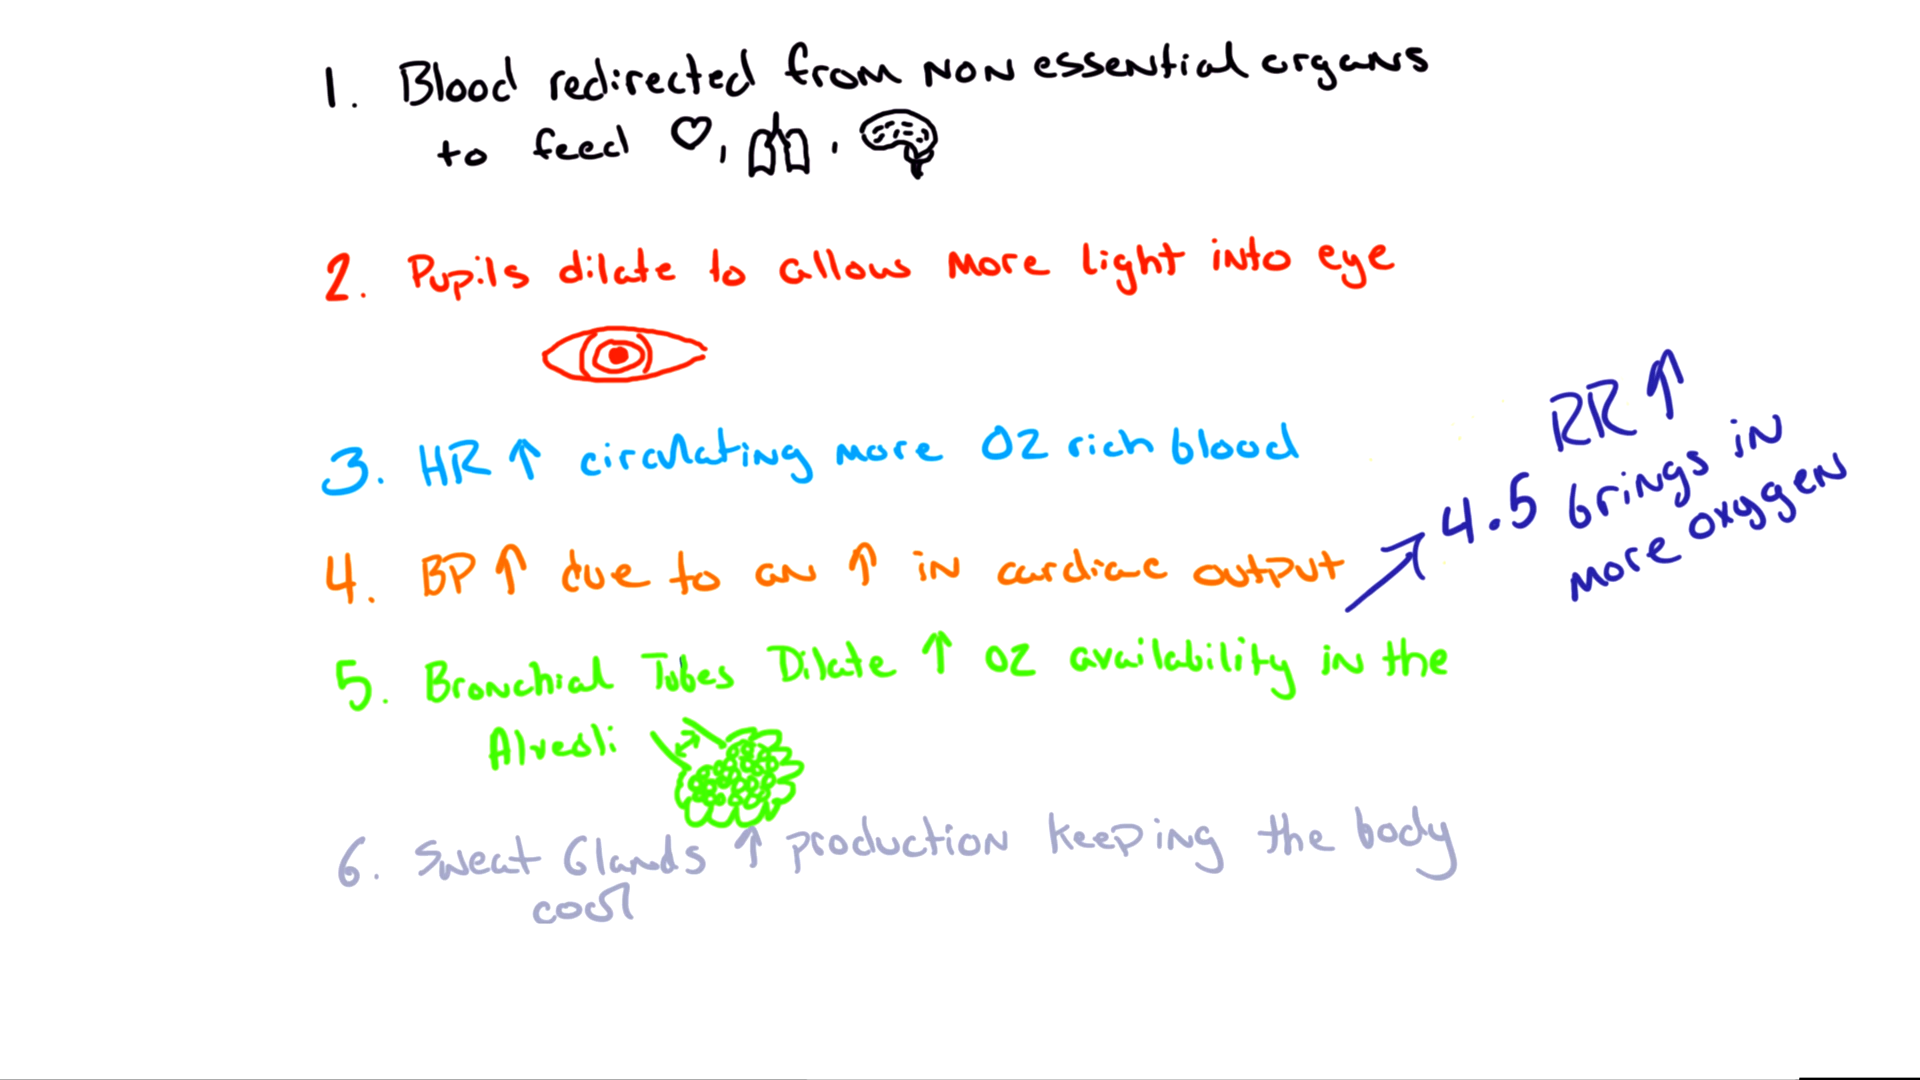 1. Blood redirected from NON essential organs
to feed , ,
2. Pupils dilate to allow more light into eye
3. HR ↑ circulating more O2 rich blood
4. BP ↑ due to an ↑ in cardiac output
RR ↑
4.5 brings in
more oxygen
5. Bronchial Tubes Dilate ↑ O2 availability in the
Alveoli
6. Sweat Glands ↑ production keeping the body
cool